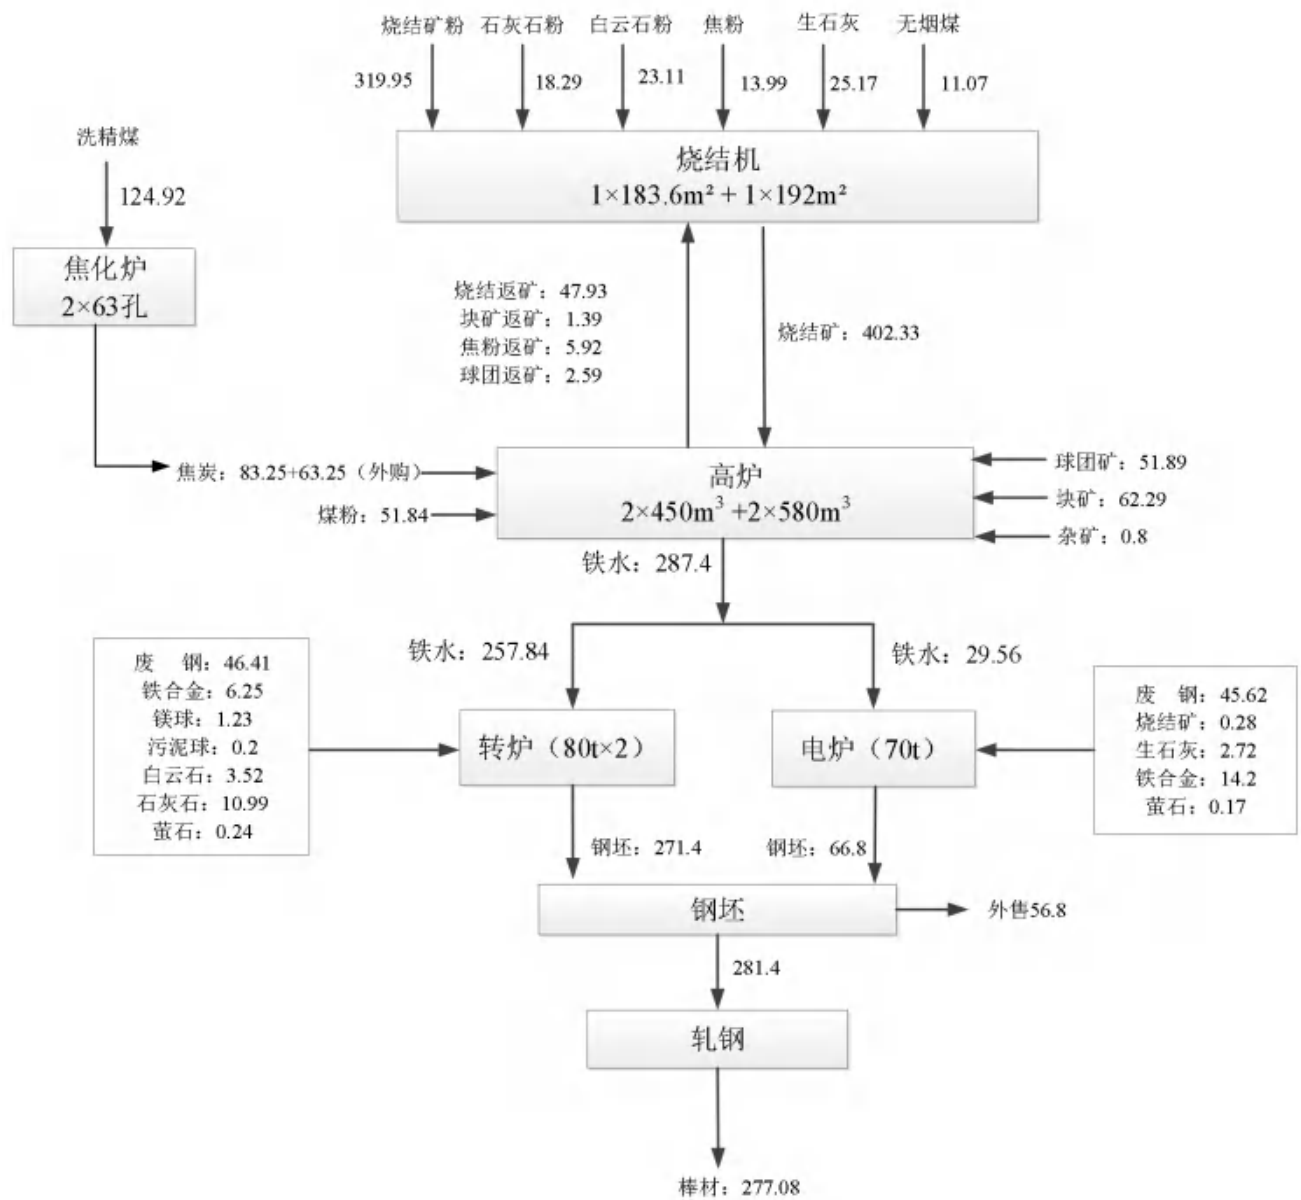 烧结矿粉 石灰石粉 白云石粉 焦粉 生石灰 无烟煤
319.95 18.29 23.11 13.99 25.17 11.07
洗精煤
124.92
烧结机
1×183.6m² + 1×192m²
焦化炉
2×63孔
烧结返矿：47.93
块矿返矿：1.39
焦粉返矿：5.92
球团返矿：2.59
烧结矿：402.33
焦炭：83.25+63.25（外购）
煤粉：51.84
高炉
2×450m³ +2×580m³
球团矿：51.89
块矿：62.29
杂矿：0.8
铁水：287.4
铁水：257.84
铁水：29.56
废 钢：46.41
铁合金：6.25
镁球：1.23
污泥球：0.2
白云石：3.52
石灰石：10.99
萤石：0.24
转炉（80t×2）
电炉（70t）
废 钢：45.62
烧结矿：0.28
生石灰：2.72
铁合金：14.2
萤石：0.17
钢坯：271.4
钢坯：66.8
钢坯
外售56.8
281.4
轧钢
棒材：277.08